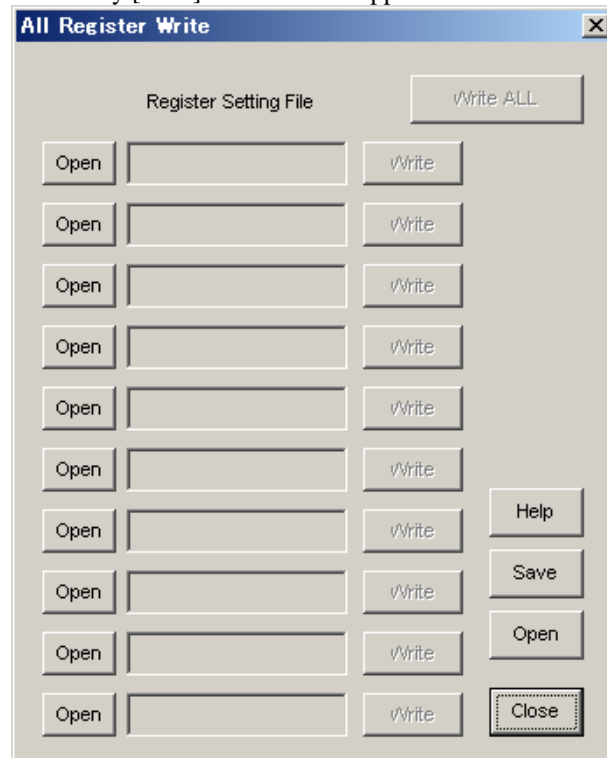 All Register Write
Register Setting File
Write ALL
Open Write
Open Write
Open Write
Open Write
Open Write
Open Write
Open Write
Help
Open Write
Save
Open Write
Open
Open Write
Close